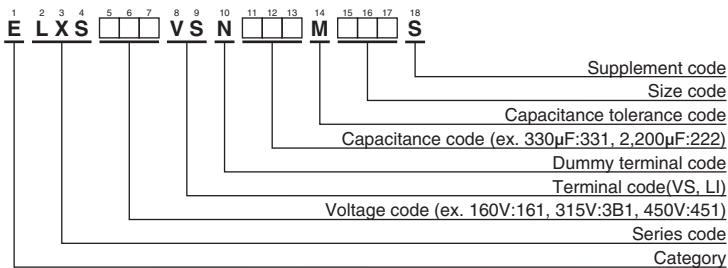 1 2 3 4 5 6 7 8 9 10 11 12 13 14 15 16 17 18
E L X S □□□ V S N □□□ M □□□ S
Supplement code
Size code
Capacitance tolerance code
Capacitance code (ex. 330μF:331, 2,200μF:222)
Dummy terminal code
Terminal code(VS, LI)
Voltage code (ex. 160V:161, 315V:3B1, 450V:451)
Series code
Category